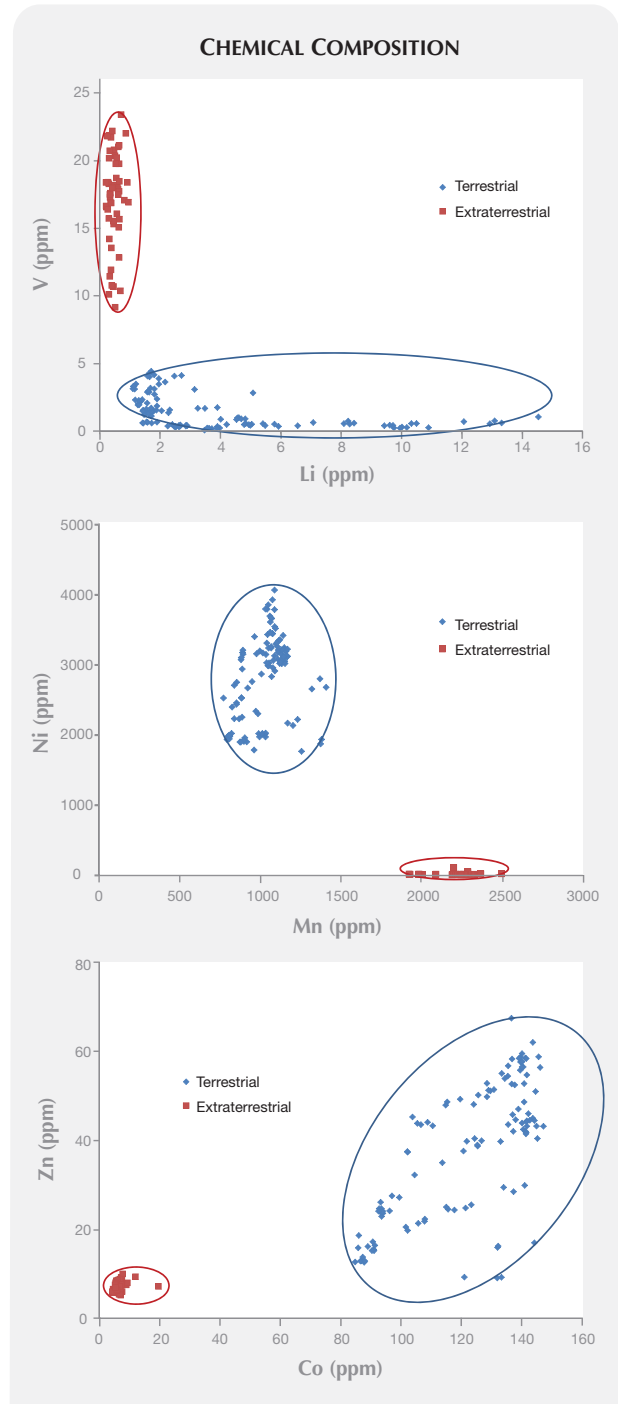 CHEMICAL COMPOSITION
25
20
15
10
5
0
V (ppm)
Terrestrial
Extraterrestrial
0 2 4 6 8 10 12 14 16
Li (ppm)
5000
4000
3000
2000
1000
0
Ni (ppm)
Terrestrial
Extraterrestrial
0 500 1000 1500 2000 2500 3000
Mn (ppm)
80
60
40
20
0
Zn (ppm)
Terrestrial
Extraterrestrial
0 20 40 60 80 100 120 140 160
Co (ppm)